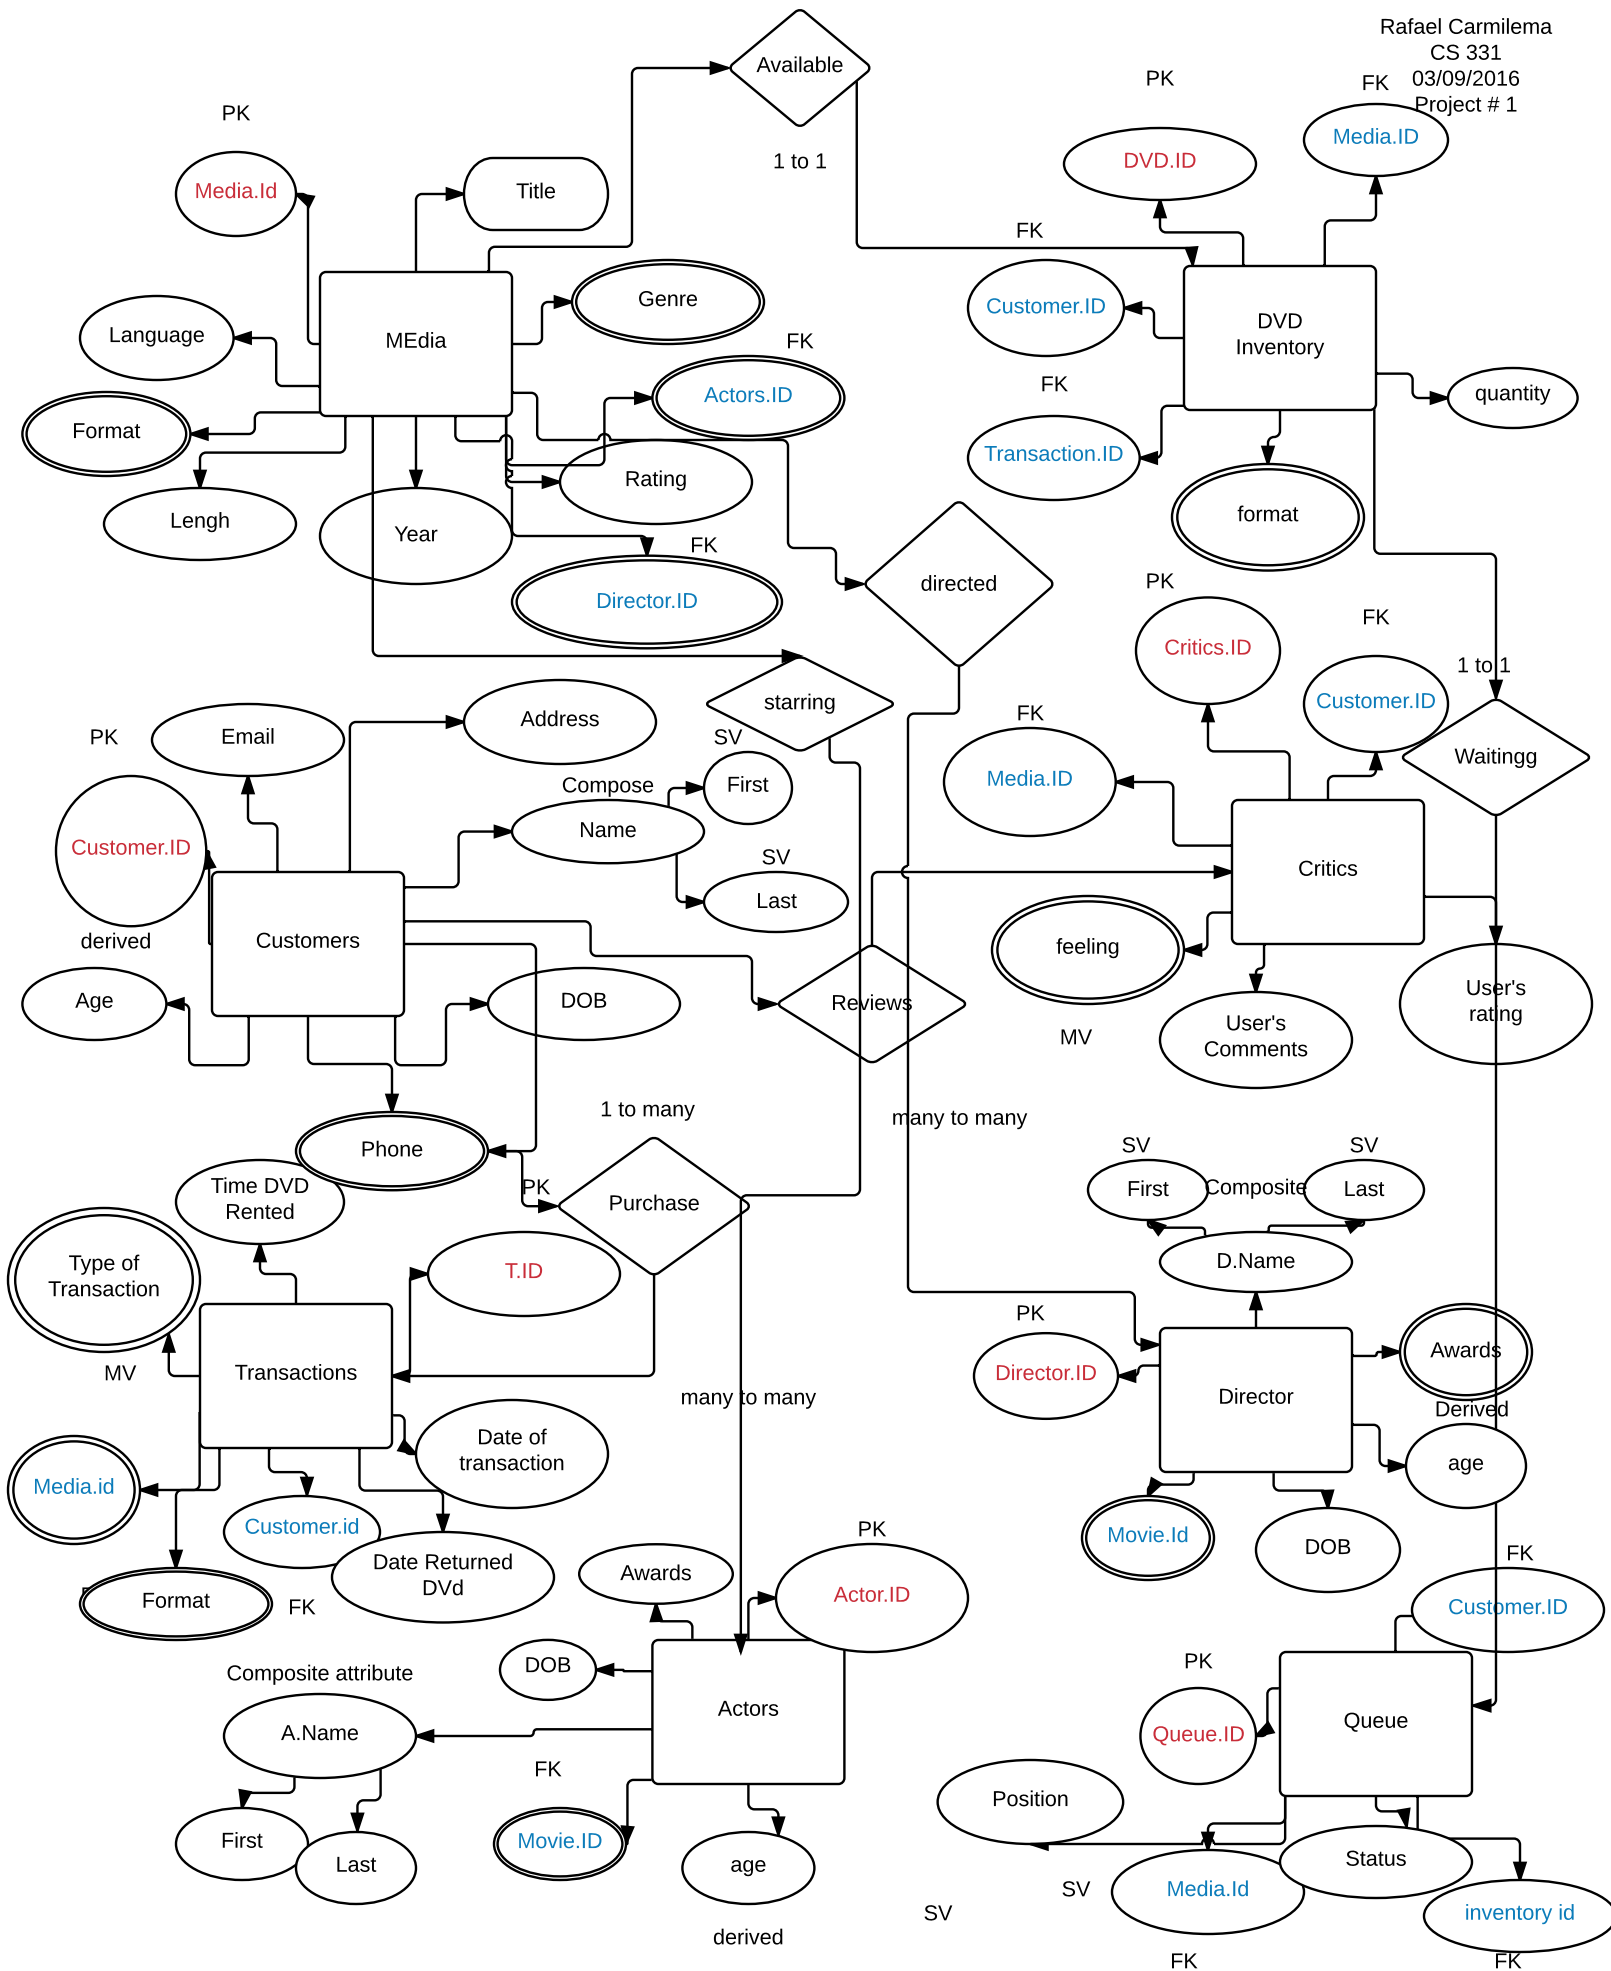 Rafael Carmilema
CS 331
03/09/2016
Project # 1
Available
PK
FK
PK
Media.ID
DVD.ID
1 to 1
Media.Id
Title
FK
Genre
Customer.ID
DVD
Inventory
Language
MEdia
FK
FK
Actors.ID
quantity
Format
Transaction.ID
Rating
Lengh
Year
format
FK
directed
PK
Director.ID
FK
Critics.ID
1 to 1
Customer.ID
starring
FK
Address
Email
PK
SV
Waitingg
Media.ID
Compose
First
Name
Customer.ID
SV
Critics
Last
derived
Customers
feeling
Age
DOB
Reviews
User's
rating
MV
User's
Comments
1 to many
many to many
Phone
SV
SV
Time DVD
Rented
PK
First
Composite
Last
Purchase
Type of
Transaction
T.ID
D.Name
PK
Awards
MV
Transactions
Director.ID
Director
many to many
Derived
Date of
transaction
age
Media.id
Customer.id
PK
Movie.Id
DOB
FK
Date Returned
DVd
Awards
Actor.ID
Format
FK
Customer.ID
Composite attribute
DOB
PK
A.Name
Actors
Queue
Queue.ID
FK
Position
First
Movie.ID
Last
age
Status
SV
Media.Id
SV
inventory id
derived
FK
FK